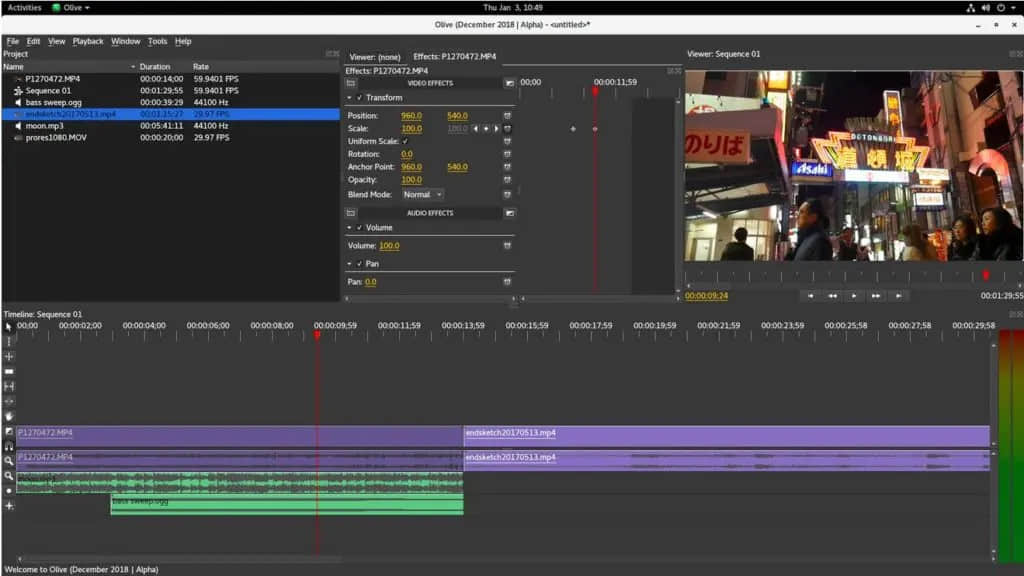 Activities Olive Thu Jan 3, 10:49
Olive (December 2018 | Alpha) - <untitled>*
File Edit View Playback Window Tools Help
Project
Name Duration Rate
P1270472.MP4 00:00:14;00 59.9401 FPS
Sequence 01 00:01:29;55 59.9401 FPS
bass sweep.ogg 00:00:39;29 44100 Hz
endsketch20170513.mp4 00:01:15;27 29.97 FPS
moon.mp3 00:05:41;11 44100 Hz
prores1080.MOV 00:00:20;00 29.97 FPS
Viewer: (none) Effects: P1270472.MP4
Effects: P1270472.MP4
VIDEO EFFECTS
00;00 00:00:11;59
Transform
Position: 960.0 540.0
Scale: 100.0 100.0
Uniform Scale:
Rotation: 0.0
Anchor Point: 960.0 540.0
Opacity: 100.0
Blend Mode: Normal
AUDIO EFFECTS
Volume
Volume: 100.0
Pan
Pan: 0.0
Viewer: Sequence 01
のりば
DOTONBORI
Asahi
00:00:09;24 00:01:29;55
Timeline: Sequence 01
00;00 00:00:02;00 00:00:04;00 00:00:06;00 00:00:08;00 00:00:09;59 00:00:11;59 00:00:13;59 00:00:15;59 00:00:17;59 00:00:19;59 00:00:21;59 00:00:23;59 00:00:25;58 00:00:27;58 00:00:29;58
P1270472.MP4 endsketch20170513.mp4
P1270472.MP4 endsketch20170513.mp4
bass sweep.ogg
Welcome to Olive (December 2018 | Alpha)